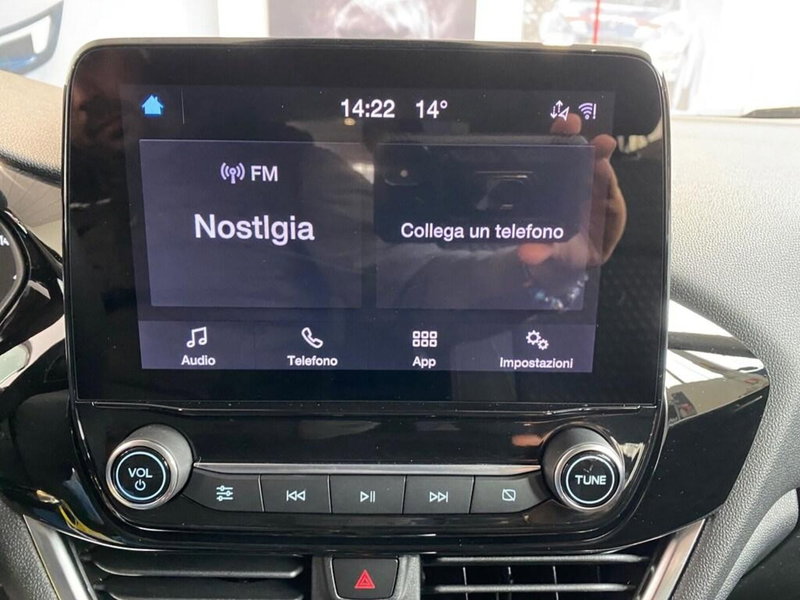 14:22 14°
FM
Nostlgia
Collega un telefono
Audio Telefono App Impostazioni
VOL
TUNE